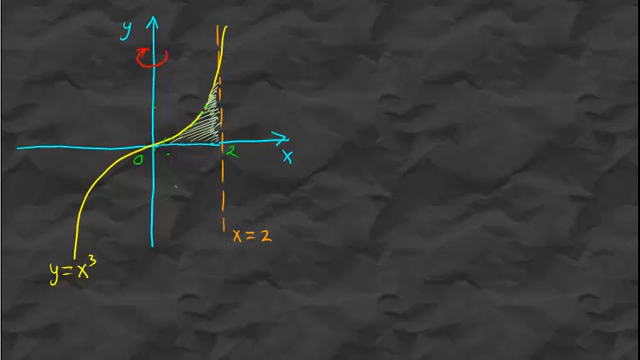 y
0
2
x
x = 2
y = x³